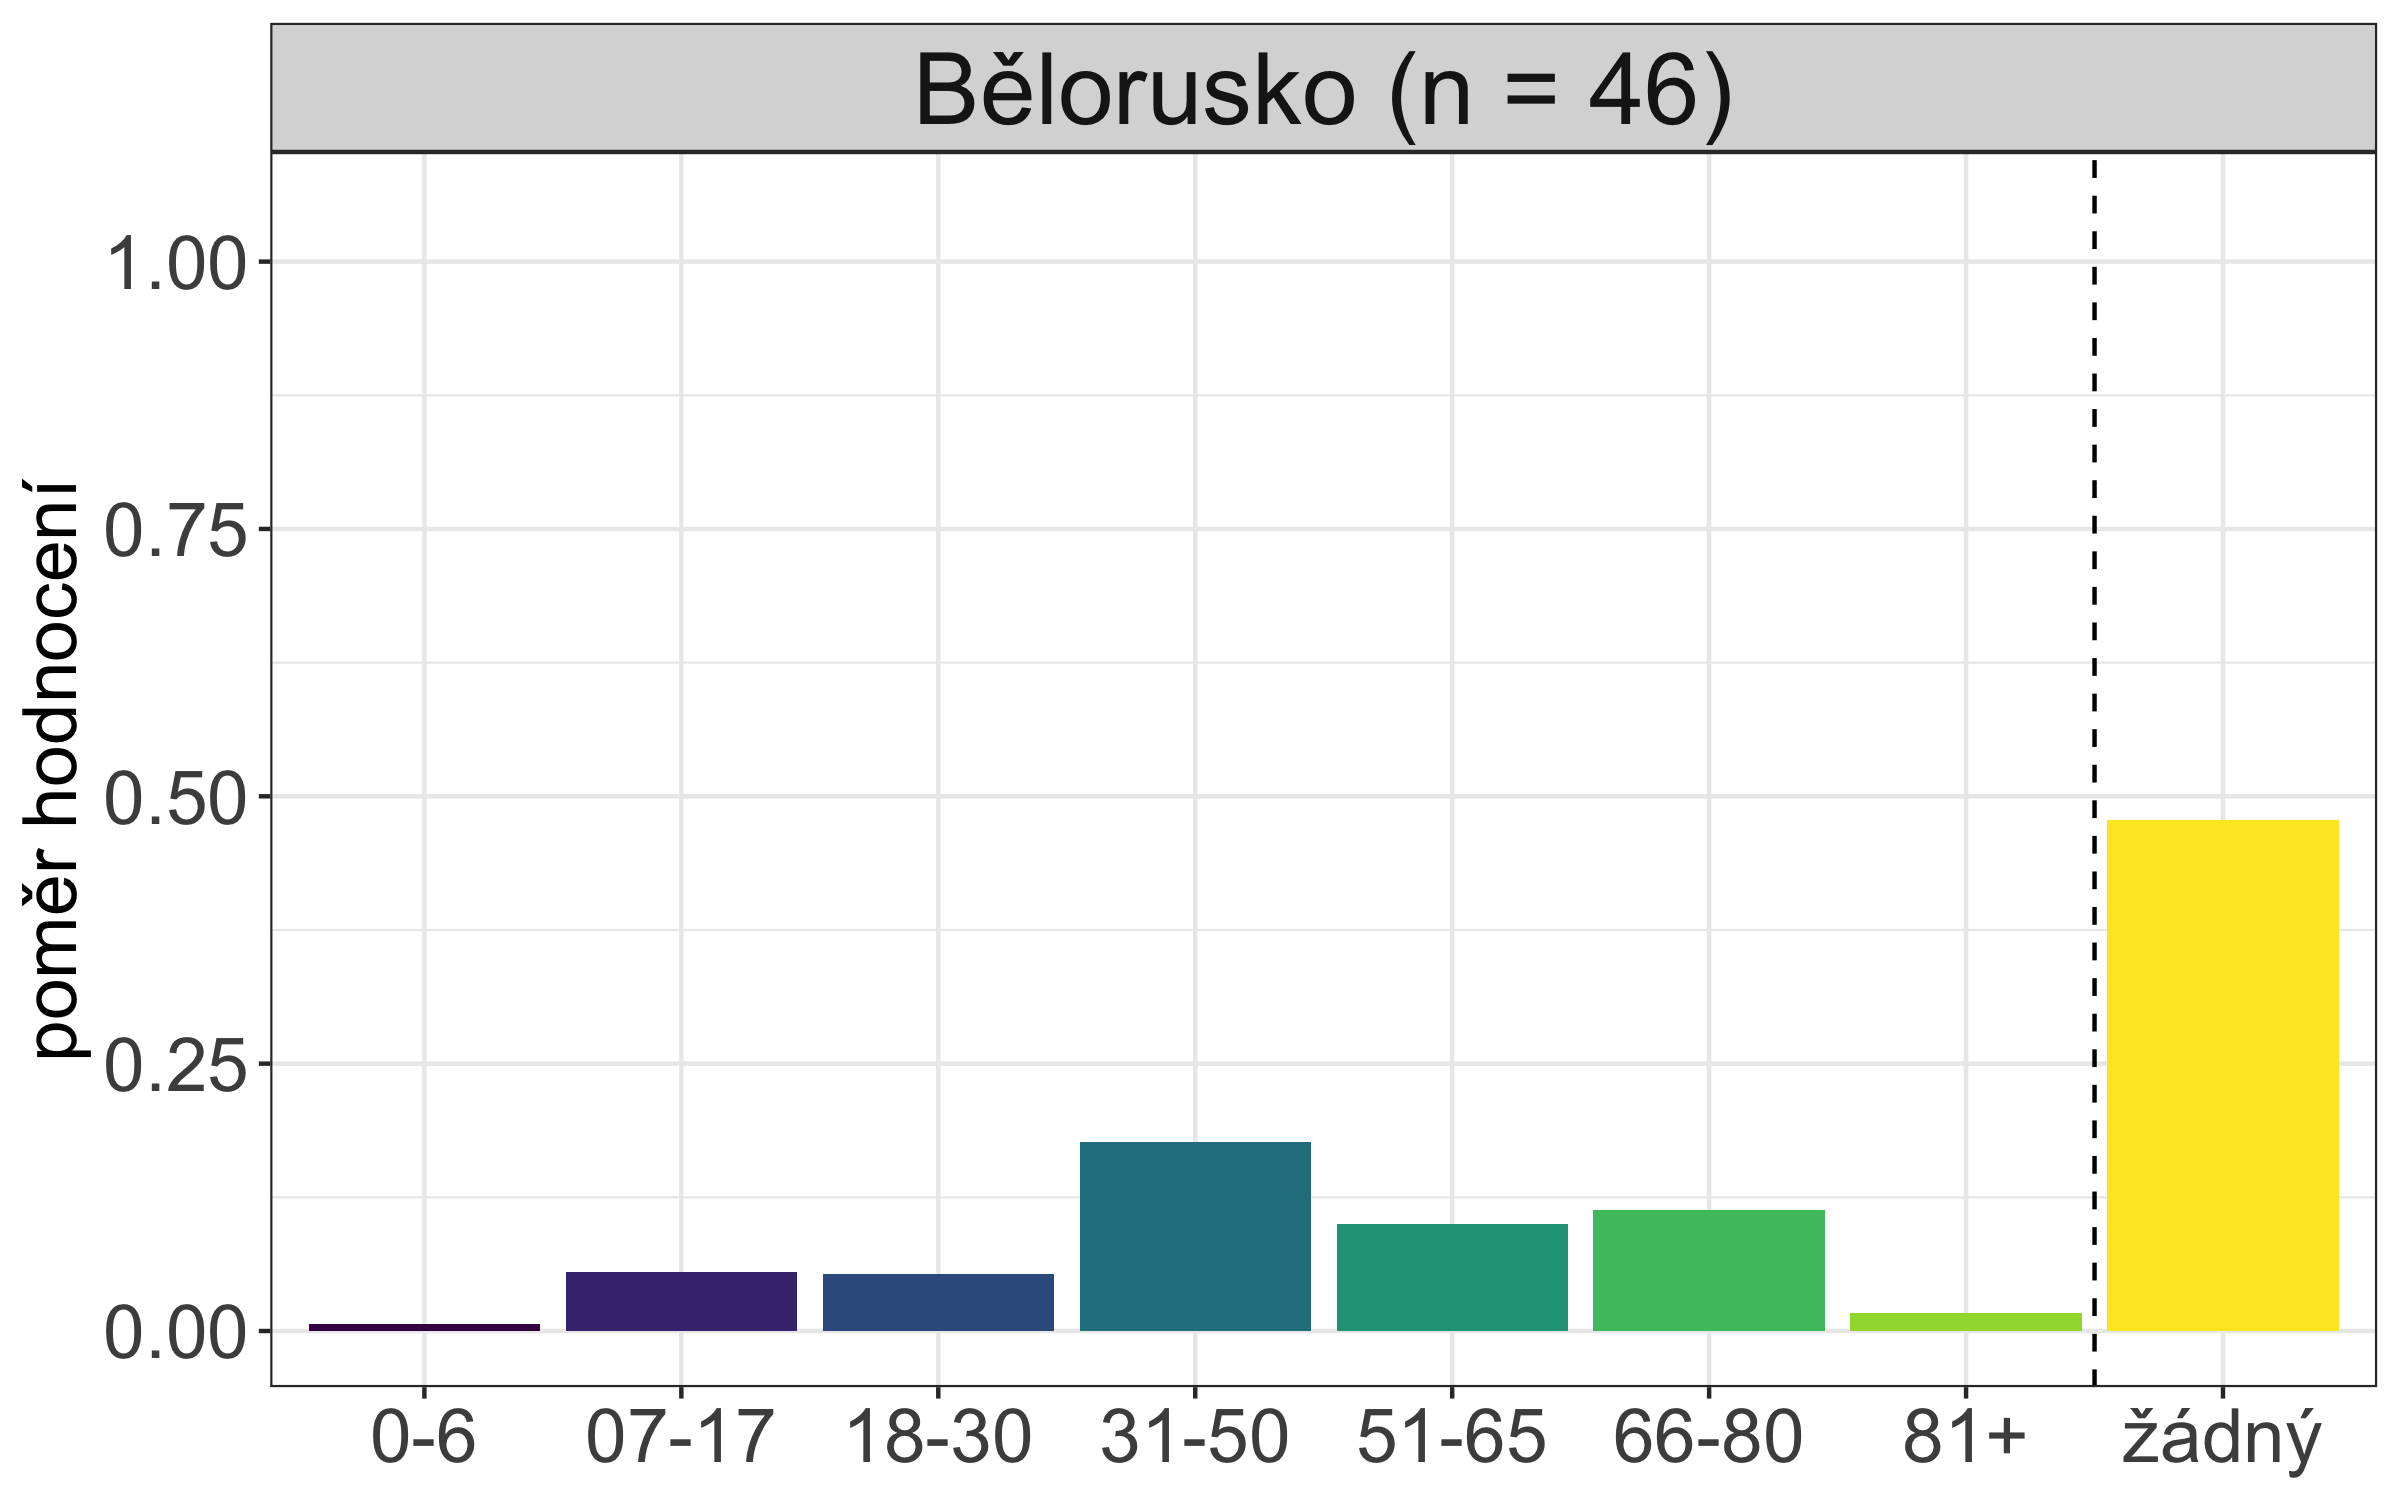 Bělorusko (n = 46)
poměr hodnocení
1.00
0.75
0.50
0.25
0.00
0-6 07-17 18-30 31-50 51-65 66-80 81+ žádný